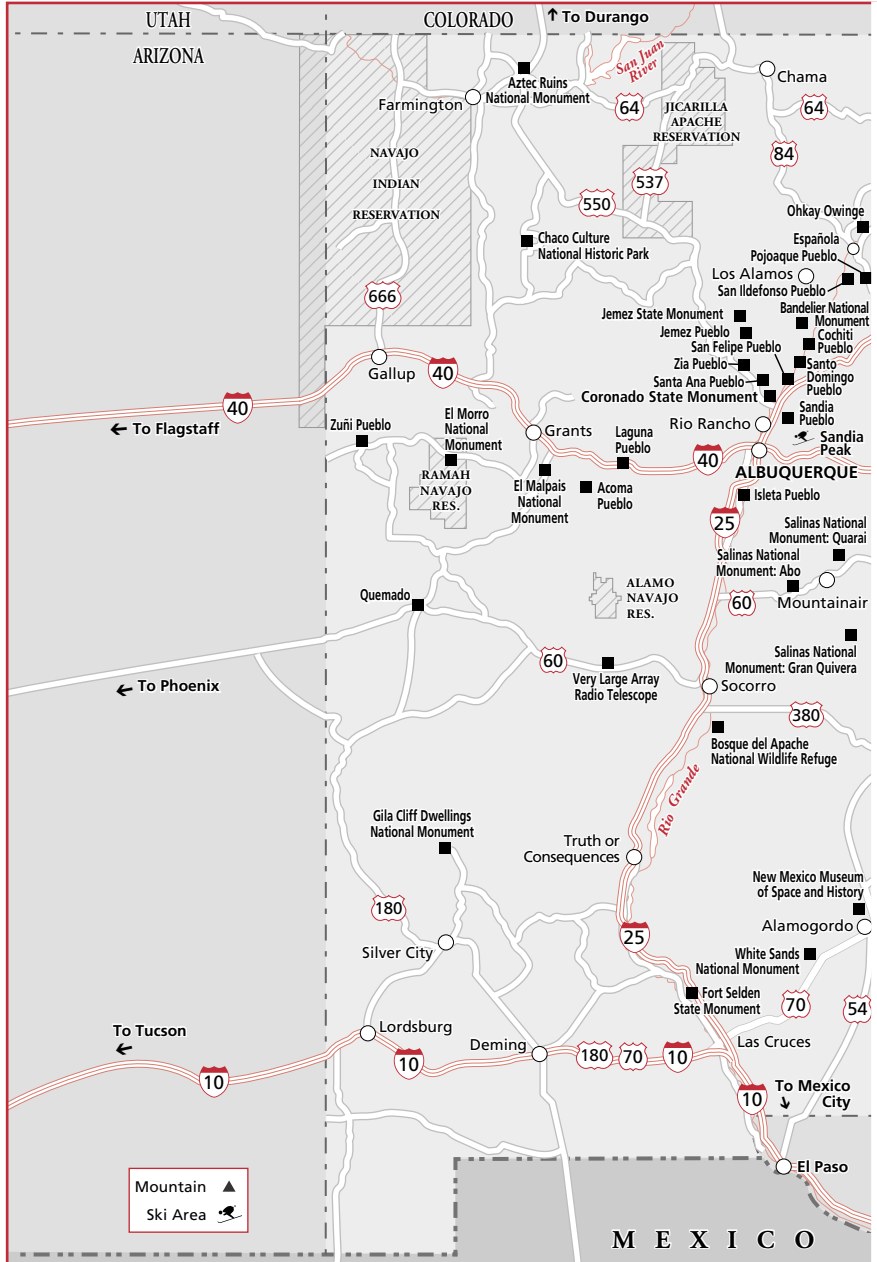 UTAH
COLORADO
↑ To Durango
ARIZONA
San Juan
River
Chama
Aztec Ruins
National Monument
Farmington
64
JICARILLA
APACHE
RESERVATION
64
84
NAVAJO
INDIAN
RESERVATION
537
550
Ohkay Owinge
Española
Pojoaque Pueblo
Chaco Culture
National Historic Park
Los Alamos
San Ildefonso Pueblo
666
Jemez State Monument
Bandelier National
Monument
Jemez Pueblo
Cochiti
Pueblo
San Felipe Pueblo
Zia Pueblo
Santo
Domingo
Pueblo
Santa Ana Pueblo
Coronado State Monument
Gallup
40
40
← To Flagstaff
Zuñi Pueblo
El Morro
National
Monument
Grants
Laguna
Pueblo
Rio Rancho
Sandia
Pueblo
Sandia
Peak
40
ALBUQUERQUE
RAMAH
NAVAJO
RES.
El Malpais
National
Monument
Acoma
Pueblo
Isleta Pueblo
25
Salinas National
Monument: Quarai
Salinas National
Monument: Abo
Quemado
ALAMO
NAVAJO
RES.
60
Mountainair
60
Very Large Array
Radio Telescope
Salinas National
Monument: Gran Quivera
← To Phoenix
Socorro
380
Bosque del Apache
National Wildlife Refuge
Rio Grande
Gila Cliff Dwellings
National Monument
Truth or
Consequences
New Mexico Museum
of Space and History
180
Alamogordo
25
Silver City
White Sands
National Monument
Fort Selden
State Monument
70
54
To Tucson
←
Lordsburg
Deming
Las Cruces
10
10
180
70
10
To Mexico
City
10
El Paso
Mountain
Ski Area
MEXICO